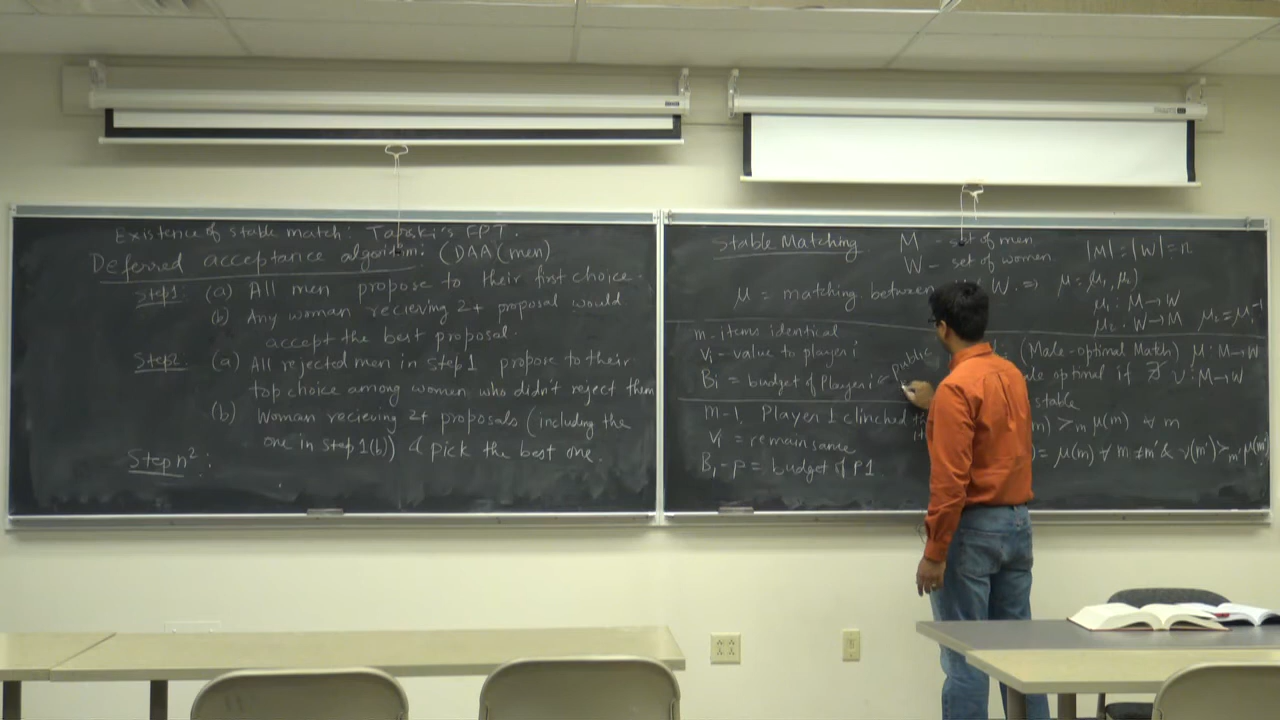 Existence of stable match: Tarski's FPT.
Deferred acceptance algorithm: (DAA (men)
Step1: (a) All men propose to their first choice.
(b) Any woman recieving 2+ proposal would
accept the best proposal.
Step2: (a) All rejected men in step 1 propose to their
top choice among women who didn't reject them
(b) Woman recieving 2+ proposals (including the
one in step 1(b)) & pick the best one.
Step n²:
Stable Matching
M - set of men
W - set of women
|M| = |W| = n
μ = matching between W. ⇒ μ: μ₁, μ₂)
μ₁: M → W
μ₂: W → M μ₂ = μ₁⁻¹
m - items identical
Vi - value to player i
Bi = budget of Player i ← public
m-1. Player 1 clinched
Vi = remain same
B₁ - p = budget of P1
(Male-optimal Match) μ: M → W
optimal if ∄ ν: M → W
stable
m) >m μ(m) ∀ m
) = μ(m) ∀ m ≠ m' & ν(m') >m' μ(m')